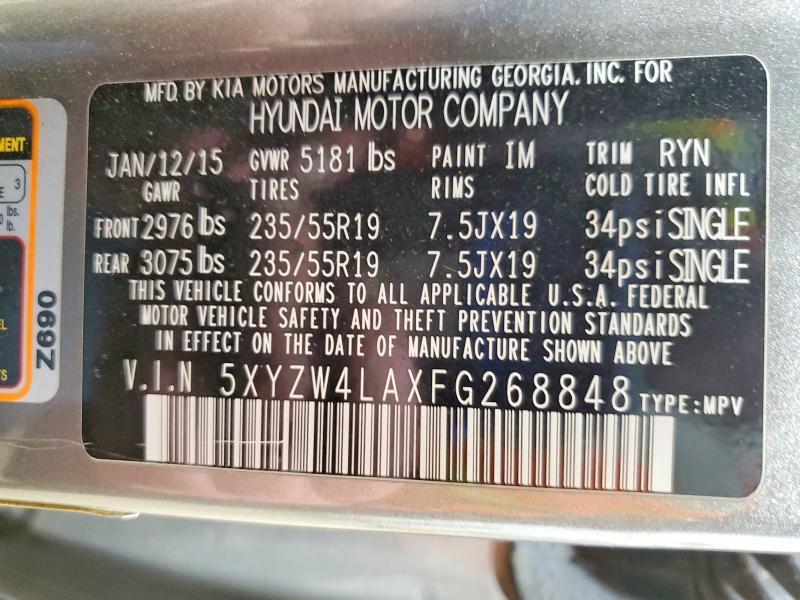 MFD. BY KIA MOTORS MANUFACTURING GEORGIA. INC. FOR
HYUNDAI MOTOR COMPANY
JAN/12/15 GVWR 5181 lbs PAINT IM TRIM RYN
GAWR TIRES RIMS COLD TIRE INFL
FRONT 2976 lbs 235/55R19 7.5JX19 34psi SINGLE
REAR 3075 lbs 235/55R19 7.5JX19 34psi SINGLE
THIS VEHICLE CONFORMS TO ALL APPLICABLE U.S.A. FEDERAL
MOTOR VEHICLE SAFETY AND THEFT PREVENTION STANDARDS
IN EFFECT ON THE DATE OF MANUFACTURE SHOWN ABOVE
V.I.N 5XYZW4LAXFG268848 TYPE:MPV
Z690
3
lbs.
lb.